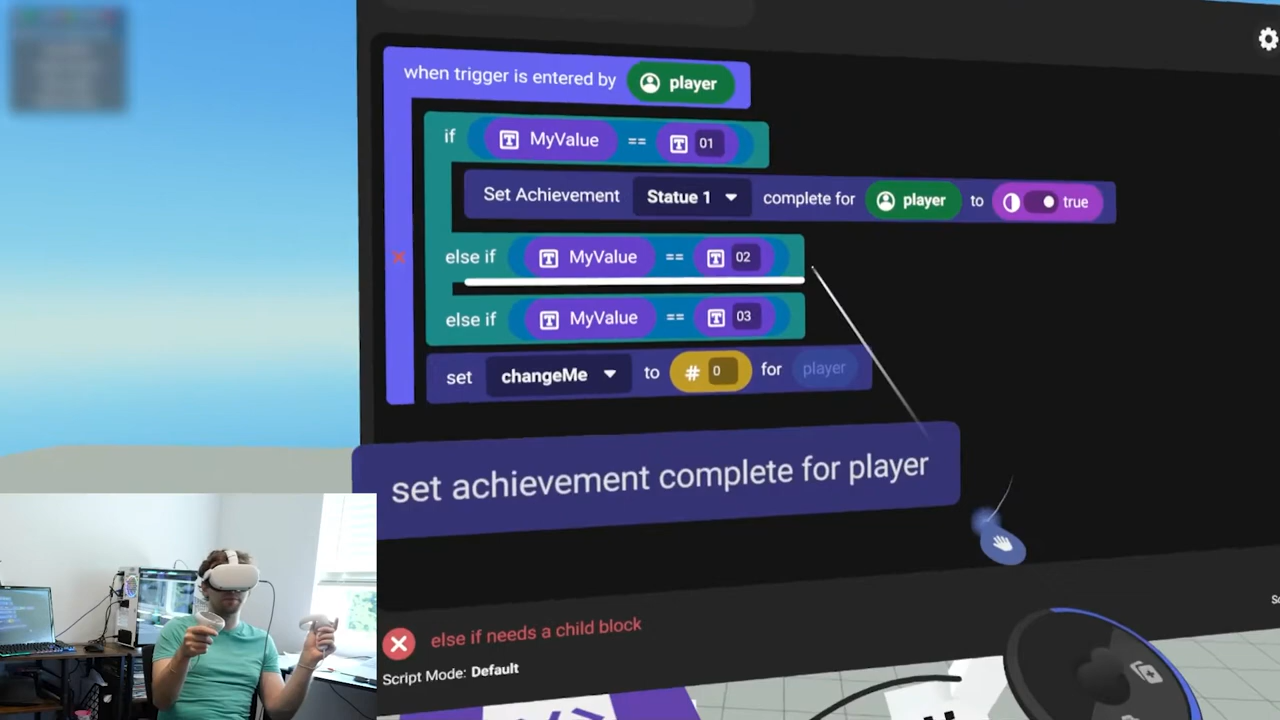 when trigger is entered by player
if MyValue == 01
Set Achievement Statue 1 complete for player to true
else if MyValue == 02
else if MyValue == 03
set changeMe to # 0 for player
set achievement complete for player
else if needs a child block
Script Mode: Default